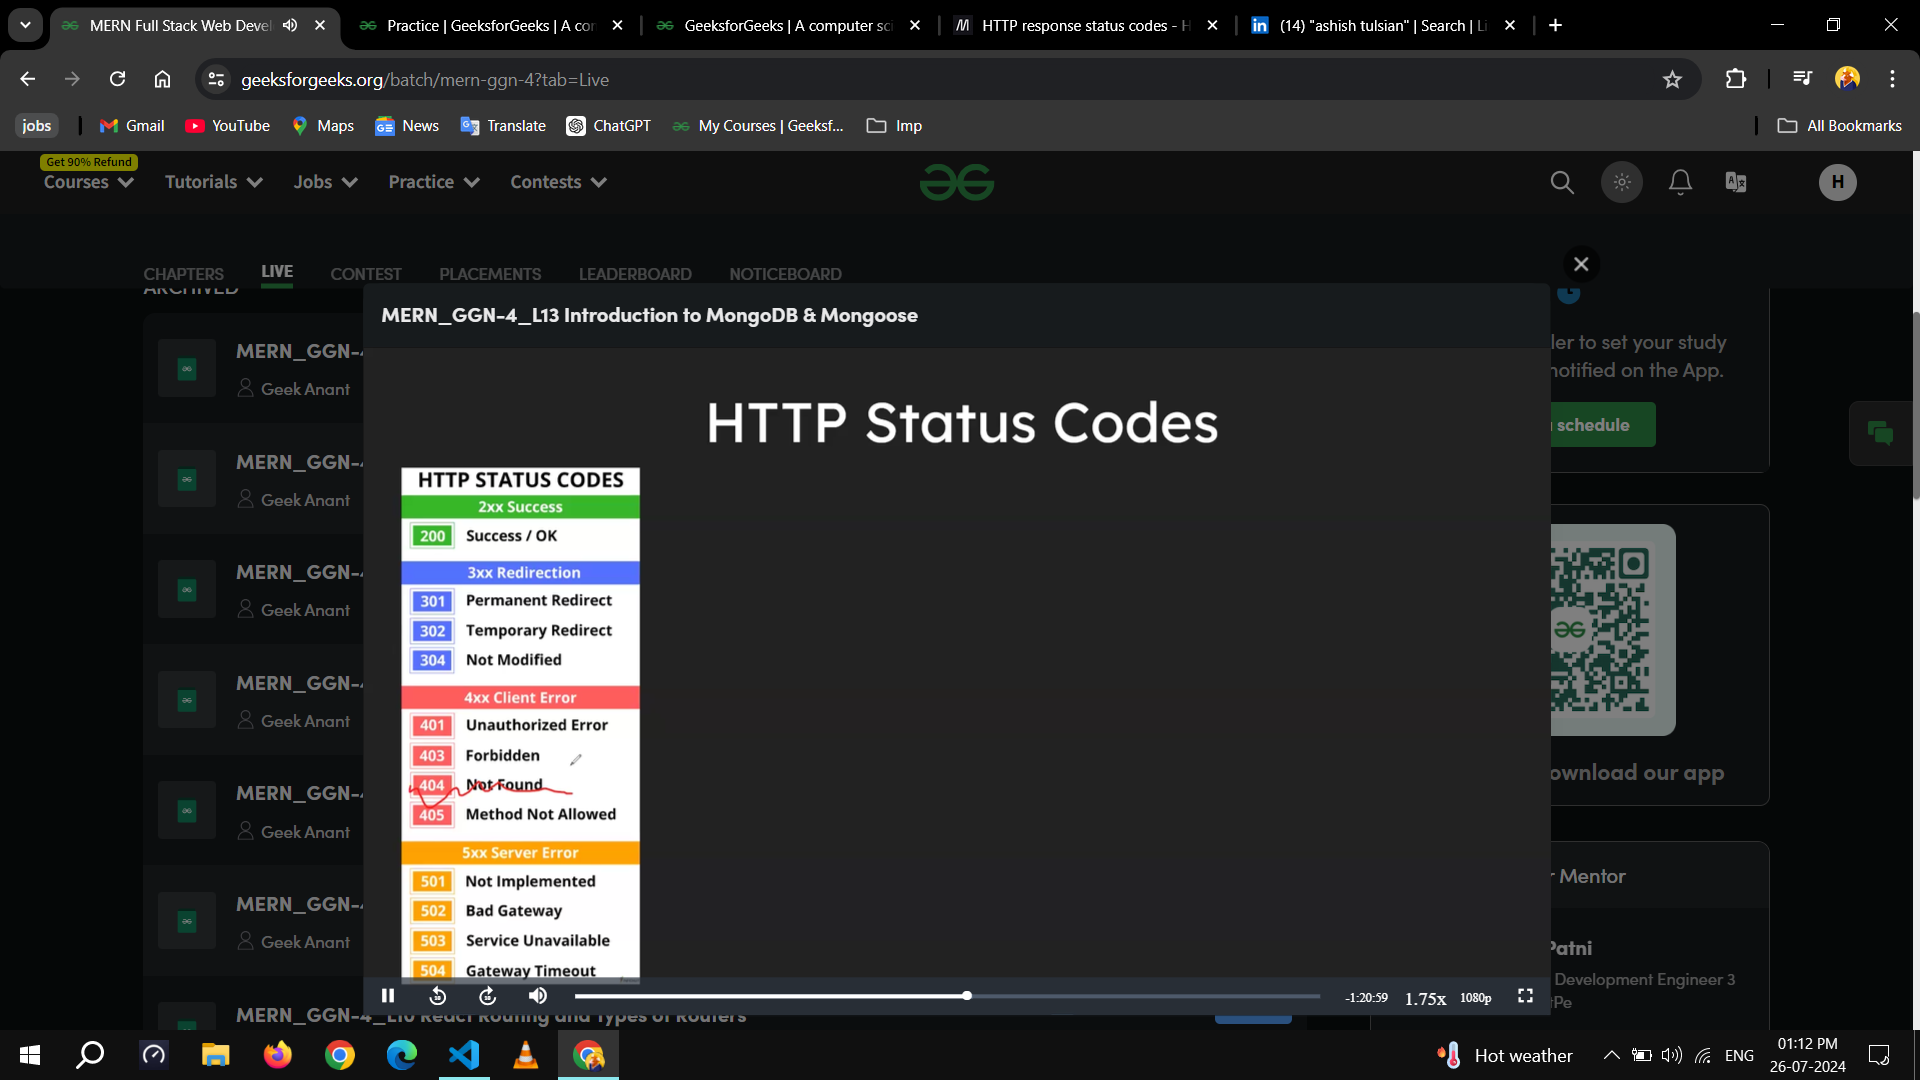 MERN Full Stack Web Devel
Practice | GeeksforGeeks | A con
GeeksforGeeks | A computer sci
HTTP response status codes - H
(14) "ashish tulsian" | Search | Li
geeksforgeeks.org/batch/mern-ggn-4?tab=Live
jobs
Gmail
YouTube
Maps
News
Translate
ChatGPT
My Courses | Geeksf...
Imp
All Bookmarks
Get 90% Refund
Courses
Tutorials
Jobs
Practice
Contests
H
CHAPTERS
LIVE
CONTEST
PLACEMENTS
LEADERBOARD
NOTICEBOARD
ARCHIVED
MERN_GGN-4_L13 Introduction to MongoDB & Mongoose
MERN_GGN-4
Geek Anant
MERN_GGN-4
Geek Anant
MERN_GGN-4
Geek Anant
MERN_GGN-4
Geek Anant
MERN_GGN-4
Geek Anant
MERN_GGN-4
Geek Anant
MERN_GGN-4_L10 React Routing and Types of Routers
HTTP Status Codes
HTTP STATUS CODES
2xx Success
200 Success / OK
3xx Redirection
301 Permanent Redirect
302 Temporary Redirect
304 Not Modified
4xx Client Error
401 Unauthorized Error
403 Forbidden
404 Not Found
405 Method Not Allowed
5xx Server Error
501 Not Implemented
502 Bad Gateway
503 Service Unavailable
504 Gateway Timeout
-1:20:59
1.75x
1080p
ler to set your study
notified on the App.
schedule
ownload our app
r Mentor
Patni
Development Engineer 3
tPe
Hot weather
ENG
01:12 PM
26-07-2024